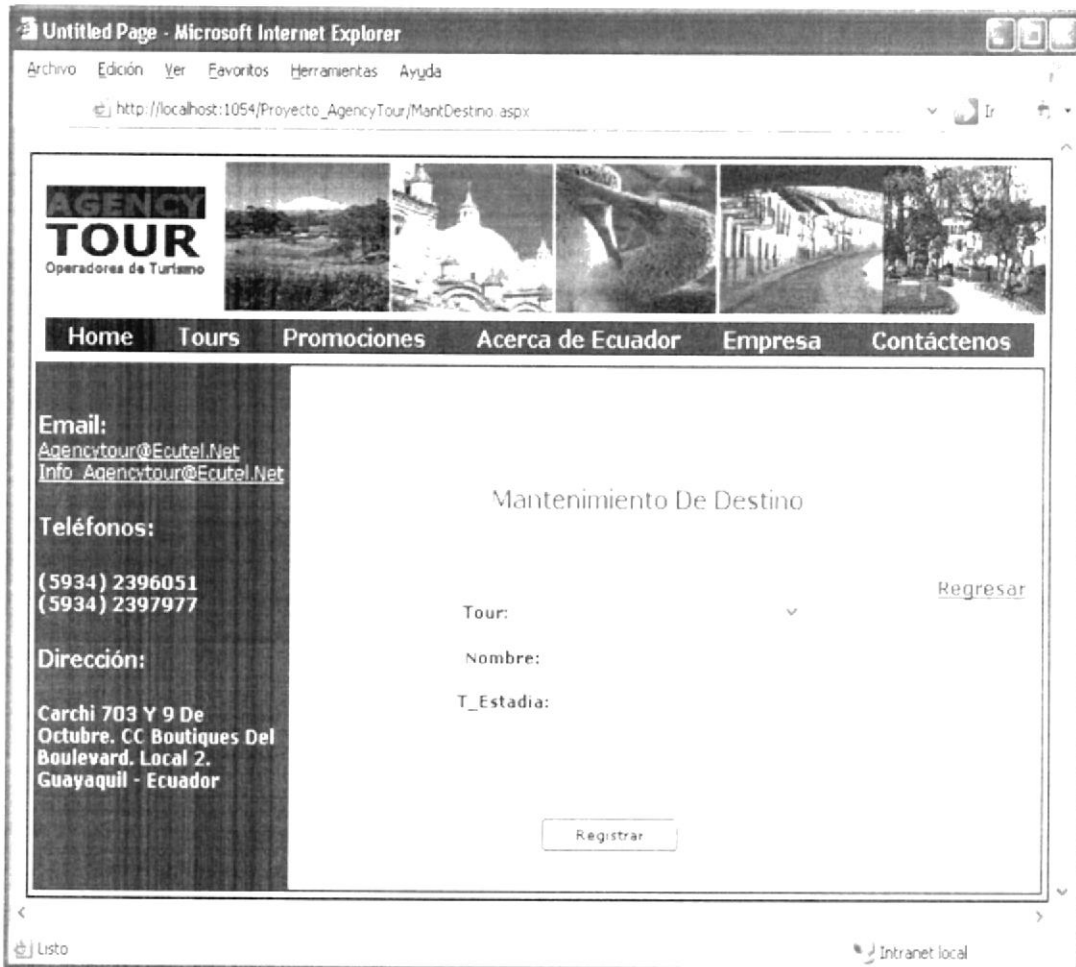 Untitled Page - Microsoft Internet Explorer
Archivo Edición Ver Favoritos Herramientas Ayuda
http://localhost:1054/Proyecto_AgencyTour/MantDestino.aspx
Ir
AGENCY
TOUR
Operadores de Turismo
Home Tours Promociones Acerca de Ecuador Empresa Contáctenos
Email:
Agencytour@Ecutel.Net
Info_Agencytour@Ecutel.Net
Teléfonos:
(5934) 2396051
(5934) 2397977
Dirección:
Carchi 703 Y 9 De
Octubre. CC Boutiques Del
Boulevard. Local 2.
Guayaquil - Ecuador
Mantenimiento De Destino
Regresar
Tour:
Nombre:
T_Estadia:
Registrar
Listo
Intranet local